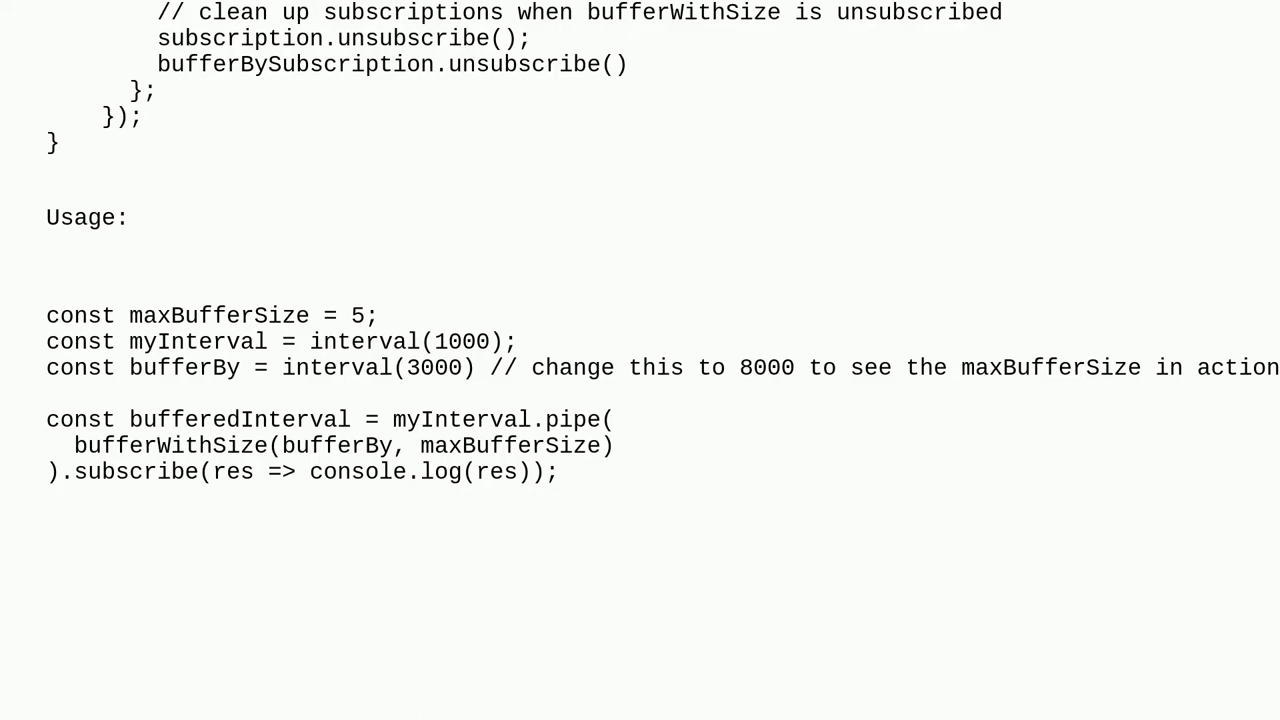 // clean up subscriptions when bufferWithSize is unsubscribed
subscription.unsubscribe();
bufferBySubscription.unsubscribe()
};
});
}
Usage:
const maxBufferSize = 5;
const myInterval = interval(1000);
const bufferBy = interval(3000) // change this to 8000 to see the maxBufferSize in action
const bufferedInterval = myInterval.pipe(
bufferWithSize(bufferBy, maxBufferSize)
).subscribe(res => console.log(res));